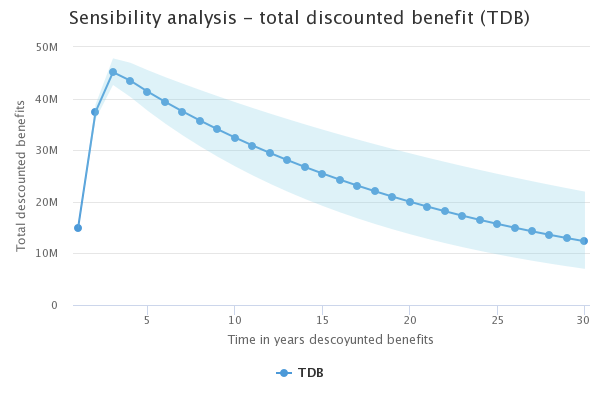 Sensibility analysis – total discounted benefit (TDB)
50M
40M
30M
20M
10M
0
Total descounted benefits
5
10
15
20
25
30
Time in years descoyunted benefits
TDB